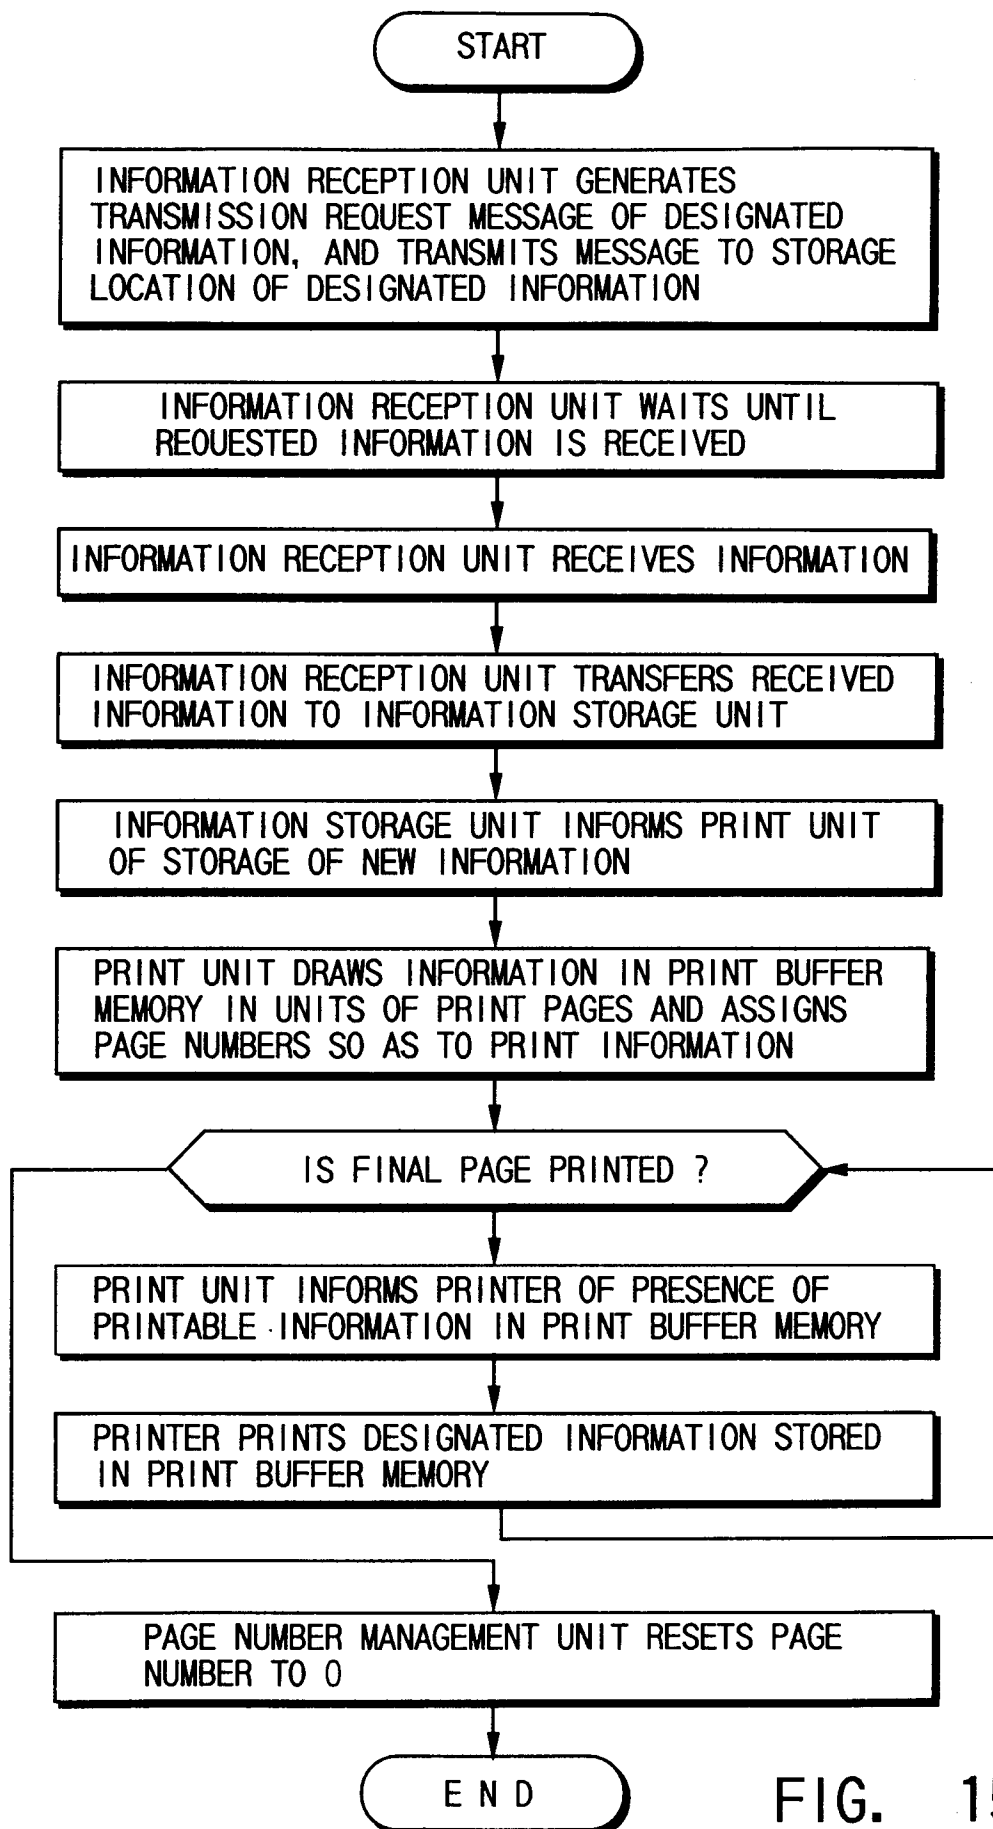 START
INFORMATION RECEPTION UNIT GENERATES
TRANSMISSION REQUEST MESSAGE OF DESIGNATED
INFORMATION, AND TRANSMITS MESSAGE TO STORAGE
LOCATION OF DESIGNATED INFORMATION
INFORMATION RECEPTION UNIT WAITS UNTIL
REOUESTED INFORMATION IS RECEIVED
INFORMATION RECEPTION UNIT RECEIVES INFORMATION
INFORMATION RECEPTION UNIT TRANSFERS RECEIVED
INFORMATION TO INFORMATION STORAGE UNIT
INFORMATION STORAGE UNIT INFORMS PRINT UNIT
OF STORAGE OF NEW INFORMATION
PRINT UNIT DRAWS INFORMATION IN PRINT BUFFER
MEMORY IN UNITS OF PRINT PAGES AND ASSIGNS
PAGE NUMBERS SO AS TO PRINT INFORMATION
IS FINAL PAGE PRINTED ?
PRINT UNIT INFORMS PRINTER OF PRESENCE OF
PRINTABLE INFORMATION IN PRINT BUFFER MEMORY
PRINTER PRINTS DESIGNATED INFORMATION STORED
IN PRINT BUFFER MEMORY
PAGE NUMBER MANAGEMENT UNIT RESETS PAGE
NUMBER TO 0
END
FIG. 15